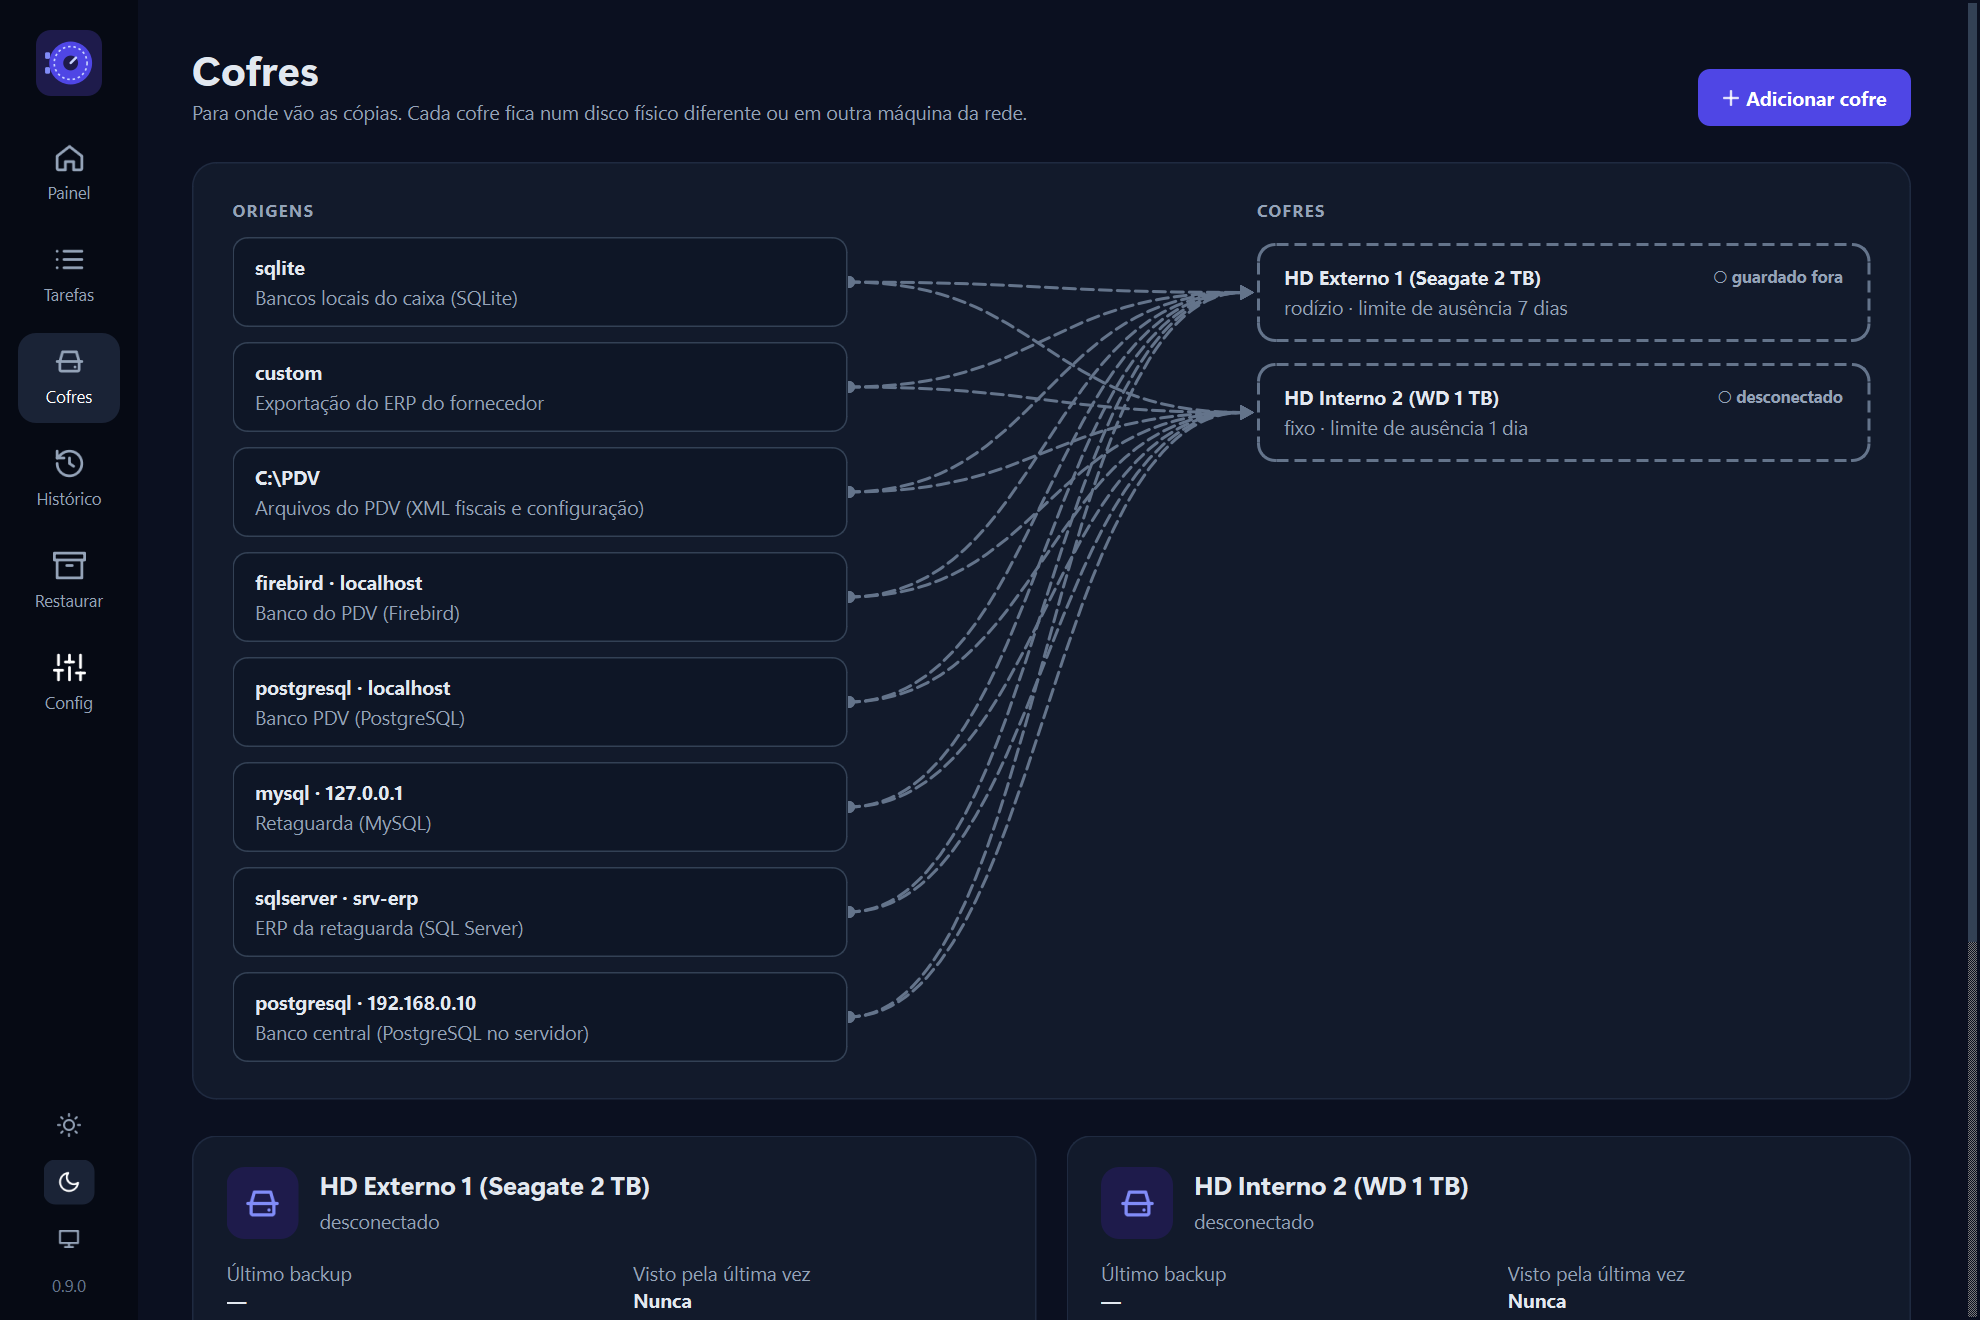 Cofres
Para onde vão as cópias. Cada cofre fica num disco físico diferente ou em outra máquina da rede.
+ Adicionar cofre
Painel
Tarefas
Cofres
Histórico
Restaurar
Config
0.9.0
ORIGENS
sqlite
Bancos locais do caixa (SQLite)
custom
Exportação do ERP do fornecedor
C:\PDV
Arquivos do PDV (XML fiscais e configuração)
firebird · localhost
Banco do PDV (Firebird)
postgresql · localhost
Banco PDV (PostgreSQL)
mysql · 127.0.0.1
Retaguarda (MySQL)
sqlserver · srv-erp
ERP da retaguarda (SQL Server)
postgresql · 192.168.0.10
Banco central (PostgreSQL no servidor)
COFRES
HD Externo 1 (Seagate 2 TB)
guardado fora
rodízio · limite de ausência 7 dias
HD Interno 2 (WD 1 TB)
desconectado
fixo · limite de ausência 1 dia
HD Externo 1 (Seagate 2 TB)
desconectado
Último backup
—
Visto pela última vez
Nunca
HD Interno 2 (WD 1 TB)
desconectado
Último backup
—
Visto pela última vez
Nunca